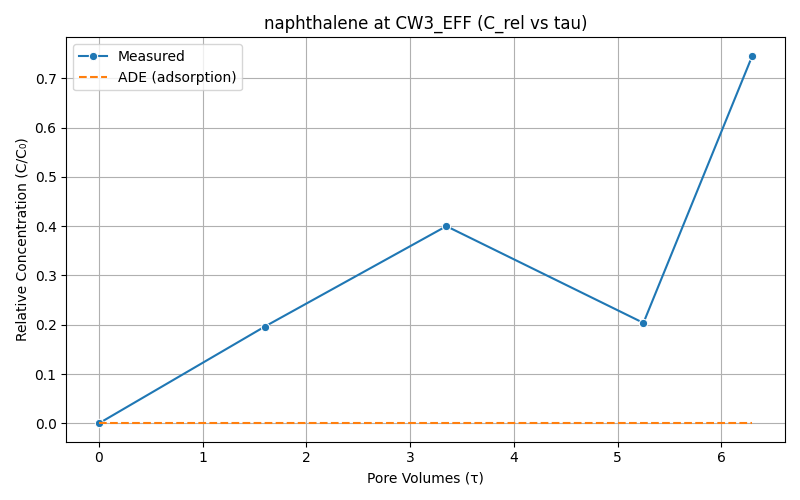 naphthalene at CW3_EFF (C_rel vs tau)
Measured
ADE (adsorption)
Relative Concentration (C/C₀)
0.7
0.6
0.5
0.4
0.3
0.2
0.1
0.0
0 1 2 3 4 5 6
Pore Volumes (τ)